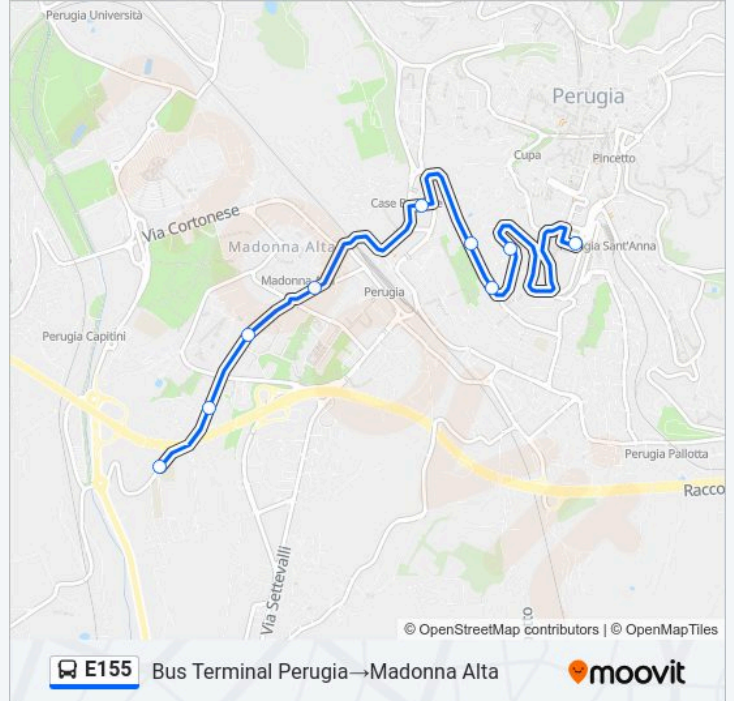 Perugia Università
Perugia
Cupa
Pincetto
Case
Via Cortonese
Madonna Alta
Sant'Anna
Madonna
Perugia
Perugia Capitini
Perugia Pallotta
Racco
Via Settevalli
© OpenStreetMap contributors | © OpenMapTiles
E155 Bus Terminal Perugia→Madonna Alta moovit